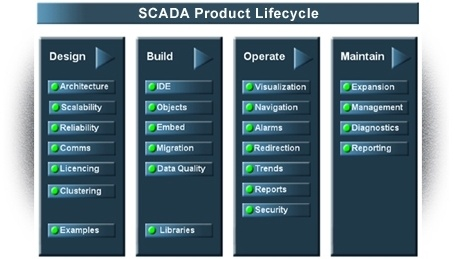 SCADA Product Lifecycle
Design
Architecture
Scalability
Reliability
Comms
Licencing
Clustering
Examples
Build
IDE
Objects
Embed
Migration
Data Quality
Libraries
Operate
Visualization
Navigation
Alarms
Redirection
Trends
Reports
Security
Maintain
Expansion
Management
Diagnostics
Reporting